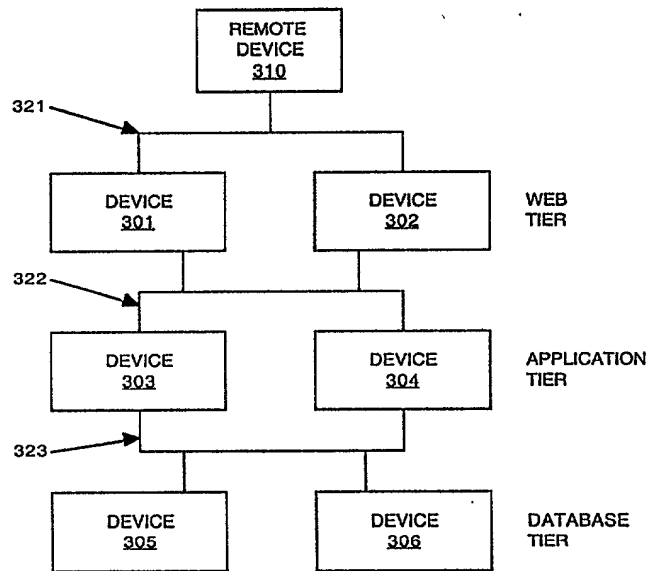 REMOTE
DEVICE
310
321
DEVICE
301
DEVICE
302
WEB
TIER
322
DEVICE
303
DEVICE
304
APPLICATION
TIER
323
DEVICE
305
DEVICE
306
DATABASE
TIER